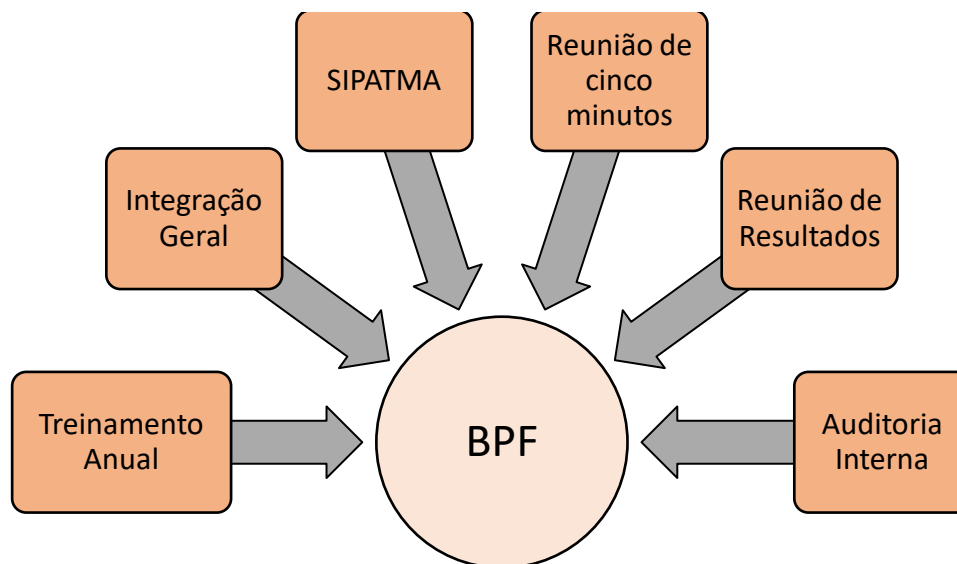 SIPATMA
Reunião de
cinco
minutos
Integração
Geral
Reunião de
Resultados
Treinamento
Anual
BPF
Auditoria
Interna